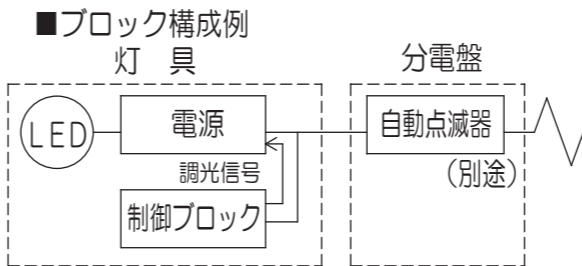 ■ブロック構成例
灯 具
分電盤
LED
電源
自動点滅器
(別途)
調光信号
制御ブロック